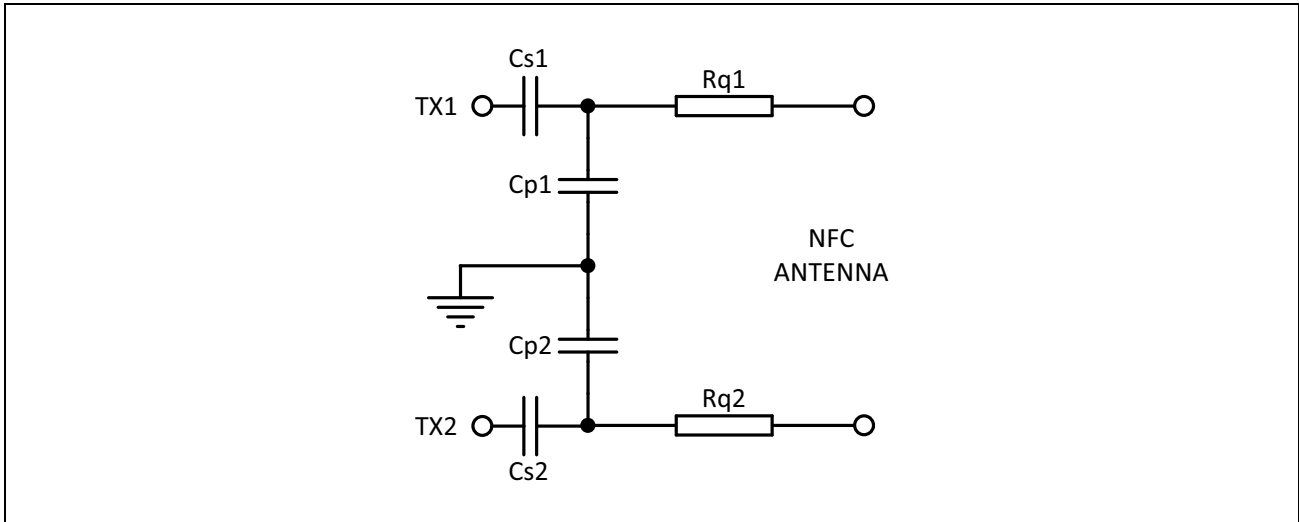 Cs1
Rq1
TX1
Cp1
NFC
ANTENNA
Cp2
Rq2
TX2
Cs2